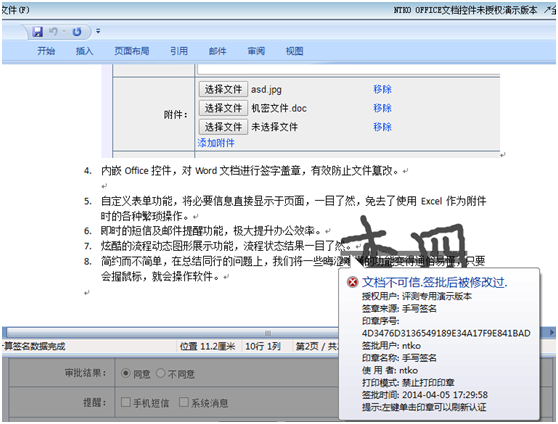 文件(F)
NTKO OFFICE文档控件未授权演示版本
开始 插入 页面布局 引用 邮件 审阅 视图
选择文件 asd.jpg 移除
附件: 选择文件 机密文件.doc 移除
选择文件 未选择文件 移除
添加附件
4. 内嵌 Office 控件，对 Word 文档进行签字盖章，有效防止文件篡改。
5. 自定义表单功能，将必要信息直接显示于页面，一目了然，免去了使用 Excel 作为附件
时的各种繁琐操作。
6. 即时的短信及邮件提醒功能，极大提升办公效率。
7. 炫酷的流程动态图形展示功能，流程状态结果一目了然。
8. 简约而不简单，在总结同行的问题上，我们将一些晦涩难懂的功能变得通俗易懂，只要
会握鼠标，就会操作软件。
文档不可信.签批后被修改过.
授权用户: 评测专用演示版本
签章来源: 手写签名
印章序号:
4D3476D3136549189E34A17F9E841BAD
签批用户: ntko
印章名称: 手写签名
使 用 者: ntko
打印模式: 禁止打印印章
签批时间: 2014-04-05 17:29:58
提示:左键单击印章可以刷新认证
计算签名数据完成 位置 11.2厘米 10行 1列 第2页
审批结果: 同意 不同意
提醒: 手机短信 系统消息